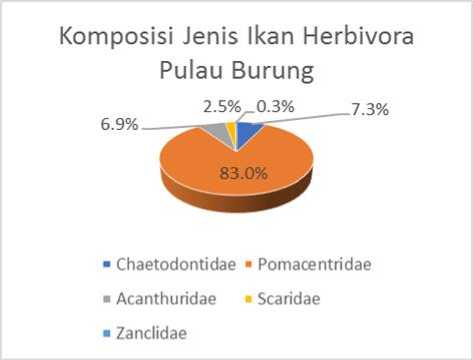 Komposisi Jenis Ikan Herbivora
Pulau Burung
2.5%
0.3%
7.3%
6.9%
83.0%
Chaetodontidae
Pomacentridae
Acanthuridae
Scaridae
Zanclidae